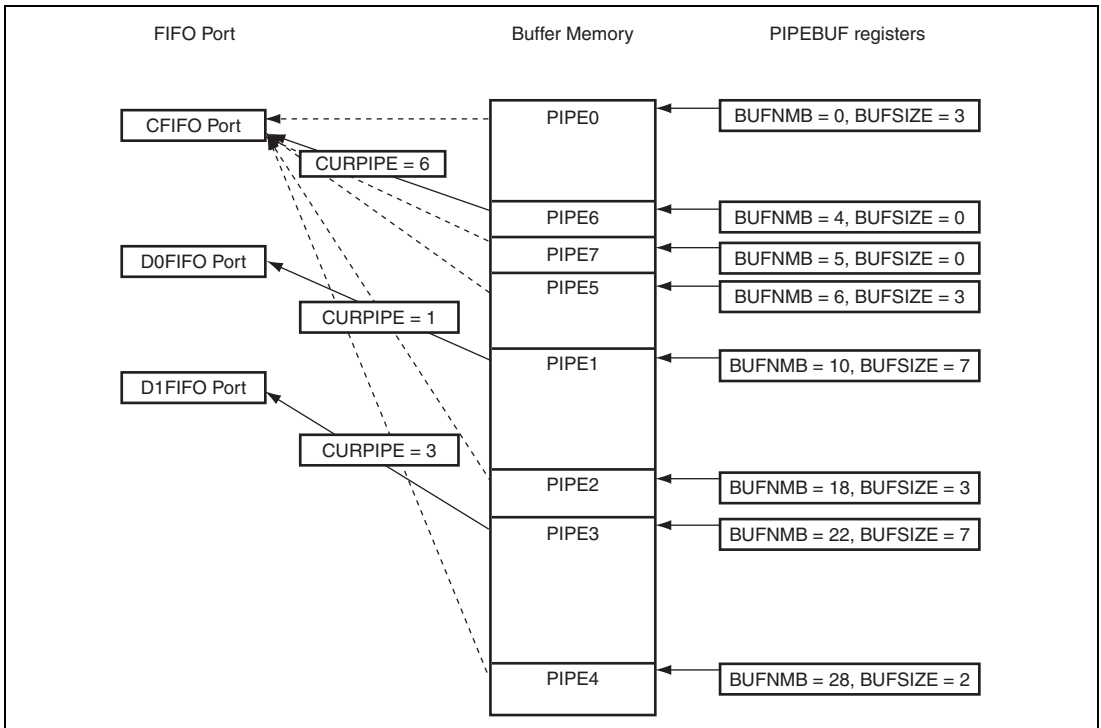 FIFO Port
Buffer Memory
PIPEBUF registers
CFIFO Port
PIPE0
BUFNMB = 0, BUFSIZE = 3
CURPIPE = 6
PIPE6
BUFNMB = 4, BUFSIZE = 0
D0FIFO Port
PIPE7
BUFNMB = 5, BUFSIZE = 0
PIPE5
BUFNMB = 6, BUFSIZE = 3
CURPIPE = 1
PIPE1
BUFNMB = 10, BUFSIZE = 7
D1FIFO Port
CURPIPE = 3
PIPE2
BUFNMB = 18, BUFSIZE = 3
PIPE3
BUFNMB = 22, BUFSIZE = 7
PIPE4
BUFNMB = 28, BUFSIZE = 2